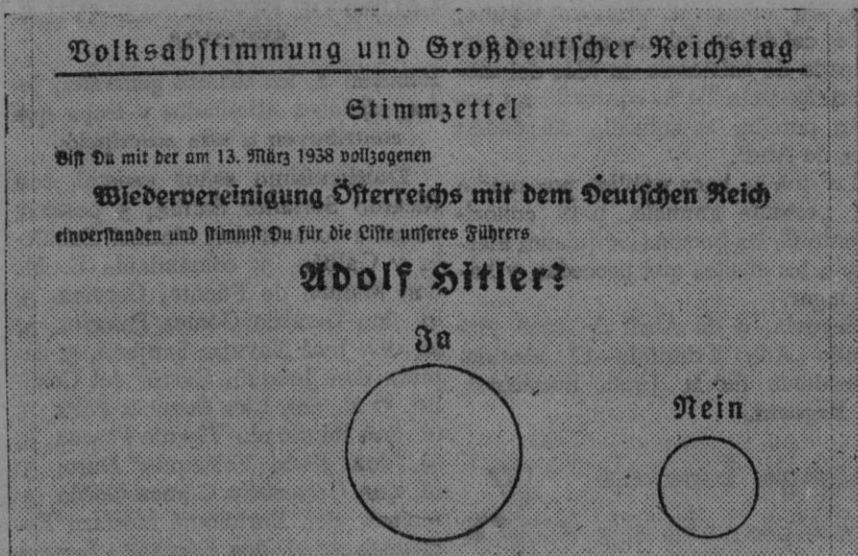 Volksabstimmung und Großdeutscher Reichstag
Stimmzettel
Bist Du mit der am 13. März 1938 vollzogenen
Wiedervereinigung Österreichs mit dem Deutschen Reich
einverstanden und stimmst Du für die Liste unseres Führers
Adolf Hitler?
Ja
Nein